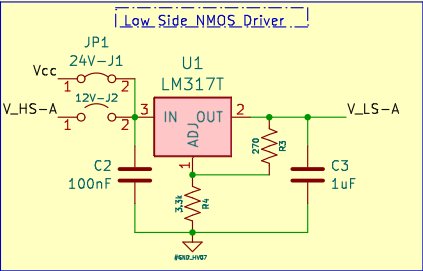 Low Side NMOS Driver
JP1
24V-J1
Vcc
1 2
12V-J2
V_HS-A
1 2
U1
LM317T
3 IN OUT 2
ADJ
1
V_LS-A
270
R3
C2
100nF
3.3k
R4
C3
1uF
#GND_HV07